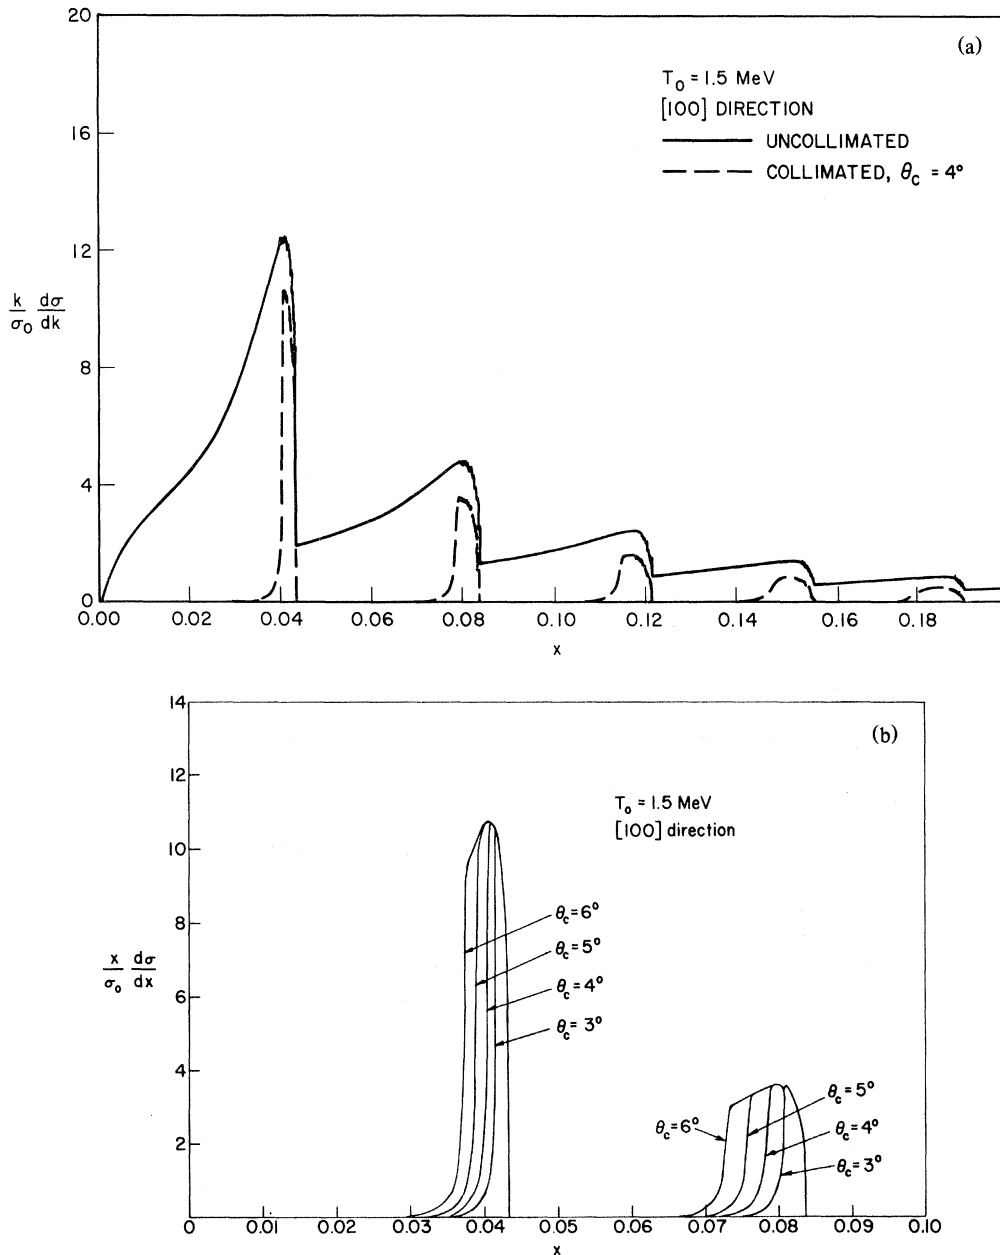 (a)
T₀ = 1.5 MeV
[100] DIRECTION
UNCOLLIMATED
COLLIMATED, θc = 4°
20
16
12
8
4
0
k/σ₀ dσ/dk
0.00 0.02 0.04 0.06 0.08 0.10 0.12 0.14 0.16 0.18
x
(b)
T₀ = 1.5 MeV
[100] direction
14
12
10
8
6
4
2
x/σ₀ dσ/dx
θc = 6°
θc = 5°
θc = 4°
θc = 3°
θc = 6°
θc = 5°
θc = 4°
θc = 3°
0 0.01 0.02 0.03 0.04 0.05 0.06 0.07 0.08 0.09 0.10
x